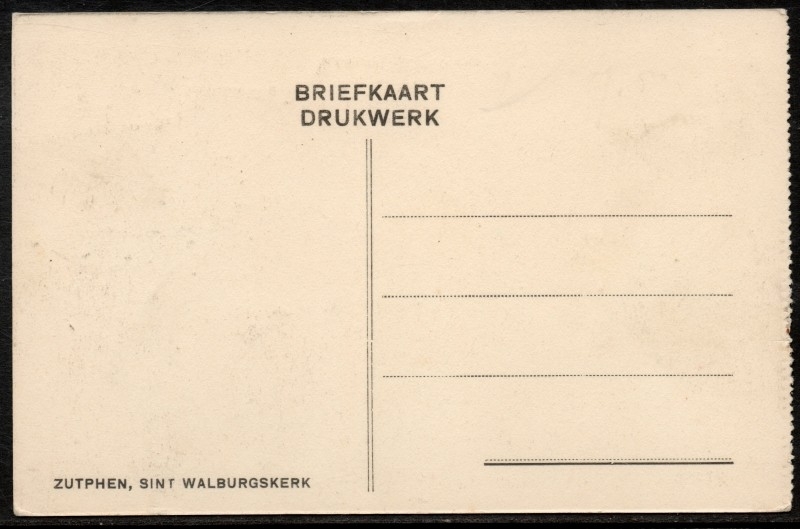 BRIEFKAART
DRUKWERK
ZUTPHEN, SINT WALBURGSKERK